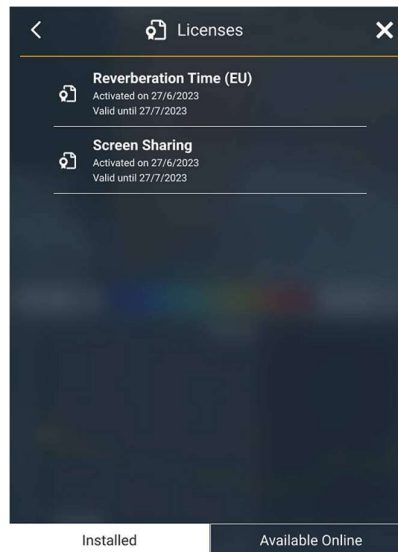 Licenses
Reverberation Time (EU)
Activated on 27/6/2023
Valid until 27/7/2023
Screen Sharing
Activated on 27/6/2023
Valid until 27/7/2023
Installed
Available Online